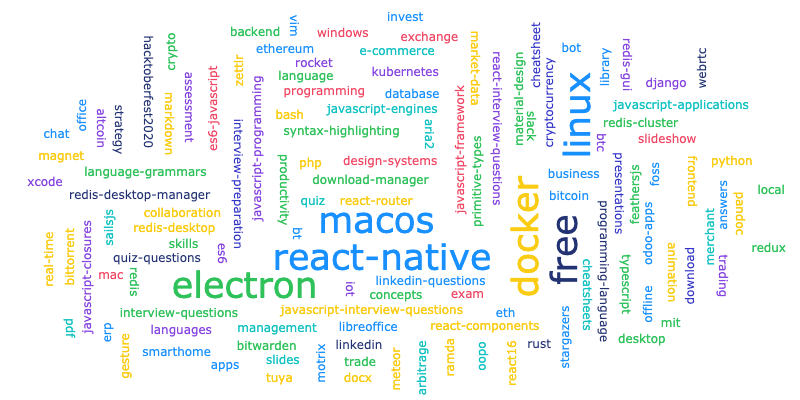 invest
vim
backend
windows
exchange
crypto
hacktoberfest2020
ethereum
e-commerce
market-data
react-interview-questions
cheatsheet
bot
library
redis-gui
webrtc
material-design
rocket
zettlr
es6-javascript
assessment
language
kubernetes
cryptocurrency
linux
django
programming
database
javascript-programming
javascript-framework
office
markdown
strategy
altcoin
javascript-engines
javascript-applications
slack
bash
aria2
redis-cluster
chat
syntax-highlighting
primitive-types
btc
slideshow
interview-preparation
magnet
php
design-systems
python
language-grammars
productivity
foss
frontend
presentations
xcode
download-manager
business
feathersjs
answers
local
redis-desktop-manager
bitcoin
pandoc
docker
free
quiz
react-router
collaboration
macos
programming-language
odoo-apps
merchant
salisjs
redis-desktop
bt
real-time
bittorrent
javascript-closures
skills
es6
redux
quiz-questions
react-native
animation
download
trading
typescript
cheatsheets
mac
redis
electron
iot
linkedin-questions
concepts
exam
offline
interview-questions
javascript-interview-questions
eth
pdf
erp
languages
management
libreoffice
react-components
stargazers
mit
desktop
gesture
smarthome
bitwarden
linkedin
rust
apps
slides
motrix
trade
meteor
arbitrage
ramda
oopo
react16
tuya
docx